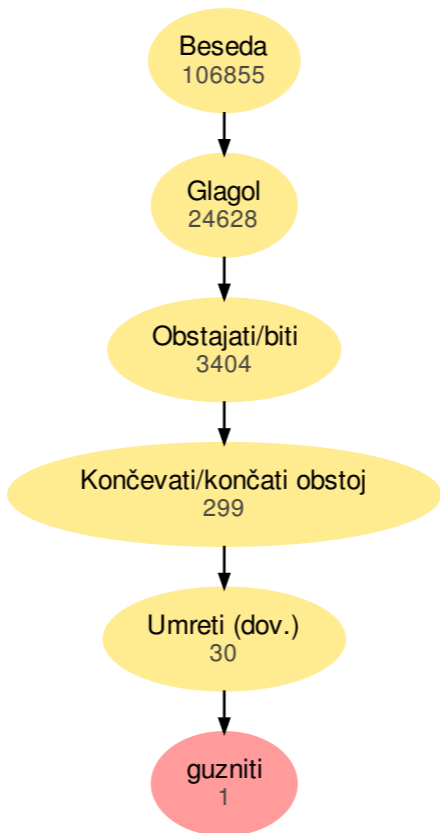 Beseda
106855
Glagol
24628
Obstajati/biti
3404
Končevati/končati obstoj
299
Umreti (dov.)
30
guzniti
1